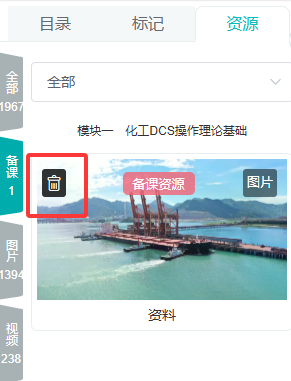 目录
标记
资源
全部
1967
备课
1
图片
1394
视频
238
全部
模块一 化工DCS操作理论基础
备课资源
图片
资料